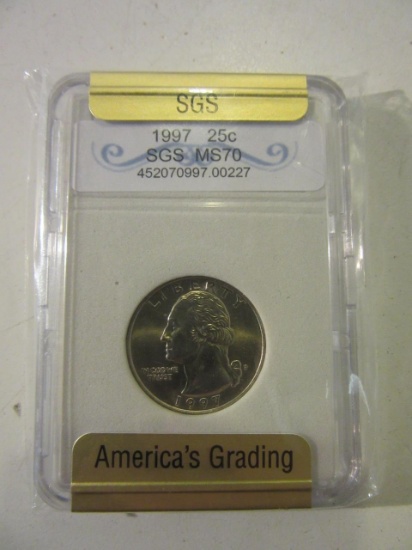 SGS
1997 25c
SGS MS70
452070997.00227
LIBERTY
IN GOD WE
TRUST
P
1997
America's Grading